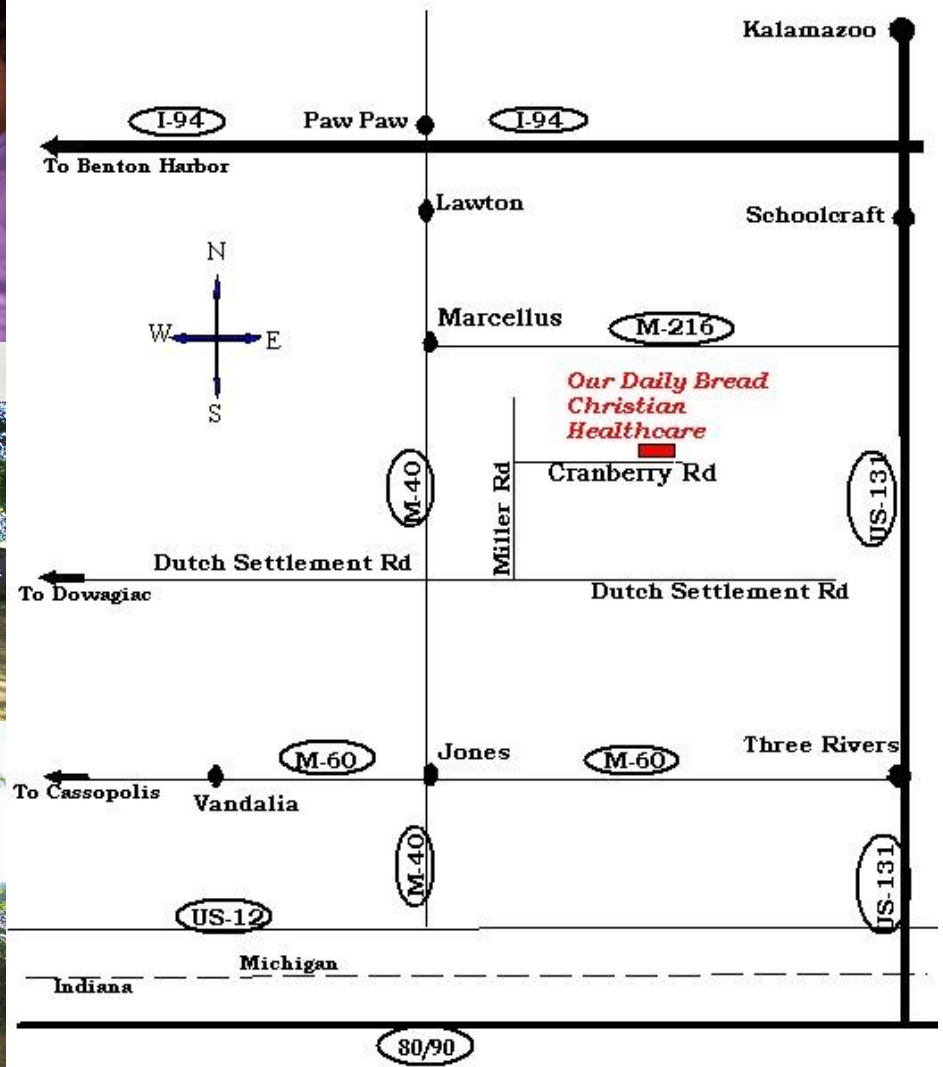 Kalamazoo
I-94
Paw Paw
I-94
To Benton Harbor
Lawton
Schoolcraft
N
W
E
S
Marcellus
M-216
Our Daily Bread
Christian
Healthcare
Cranberry Rd
M-40
Miller Rd
US-131
Dutch Settlement Rd
To Dowagiac
Dutch Settlement Rd
M-60
Jones
M-60
Three Rivers
To Cassopolis
Vandalia
M-40
US-131
US-12
Michigan
Indiana
80/90